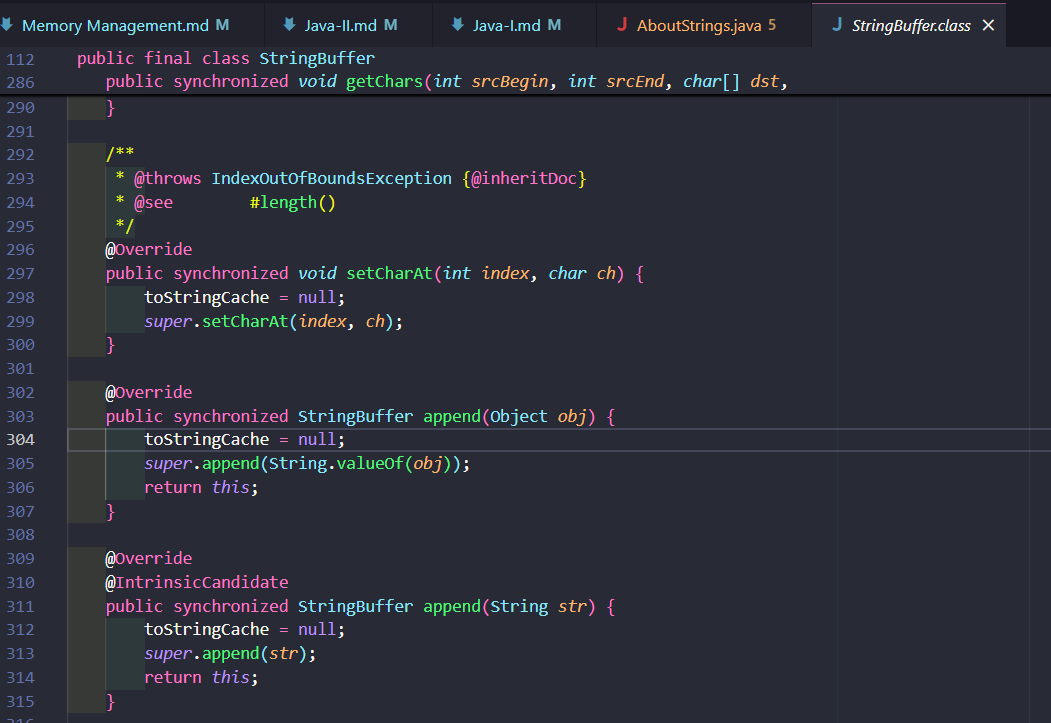 Memory Management.md M Java-II.md M Java-I.md M J AboutStrings.java 5 J StringBuffer.class ×
112 public final class StringBuffer
286 public synchronized void getChars(int srcBegin, int srcEnd, char[] dst,
290 }
291
292 /**
293 * @throws IndexOutOfBoundsException {@inheritDoc}
294 * @see #length()
295 */
296 @Override
297 public synchronized void setCharAt(int index, char ch) {
298 toStringCache = null;
299 super.setCharAt(index, ch);
300 }
301
302 @Override
303 public synchronized StringBuffer append(Object obj) {
304 toStringCache = null;
305 super.append(String.valueOf(obj));
306 return this;
307 }
308
309 @Override
310 @IntrinsicCandidate
311 public synchronized StringBuffer append(String str) {
312 toStringCache = null;
313 super.append(str);
314 return this;
315 }